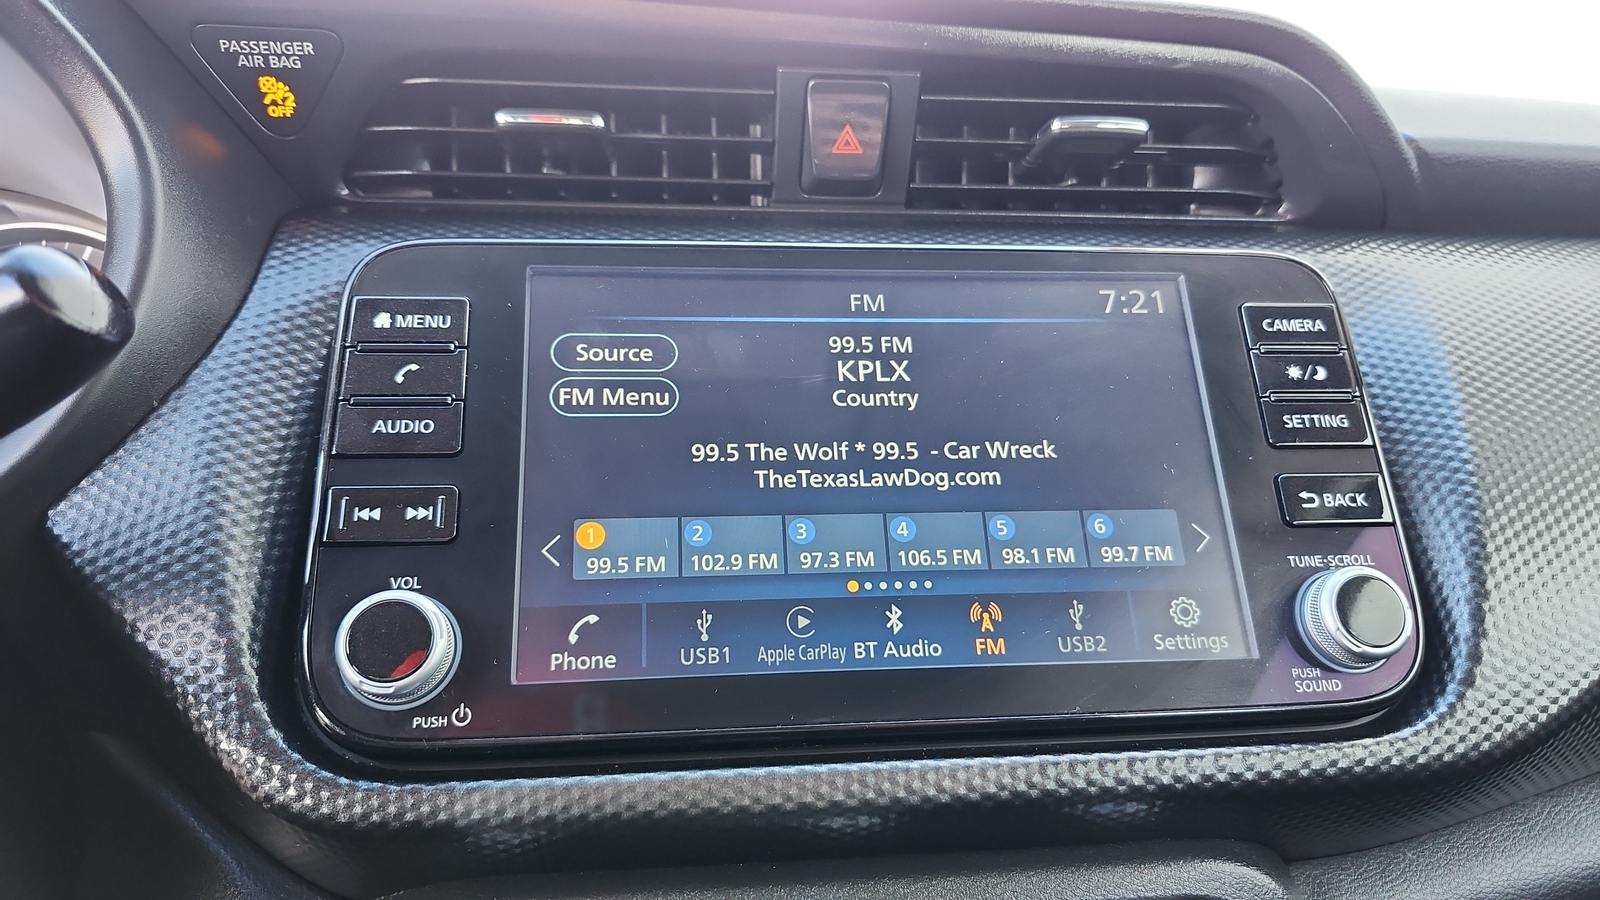 PASSENGER
AIR BAG
2
OFF
FM
7:21
MENU
AUDIO
VOL
PUSH
Source
FM Menu
99.5 FM
KPLX
Country
99.5 The Wolf * 99.5 - Car Wreck
TheTexasLawDog.com
1 99.5 FM
2 102.9 FM
3 97.3 FM
4 106.5 FM
5 98.1 FM
6 99.7 FM
Phone
USB1
Apple CarPlay
BT Audio
FM
USB2
Settings
CAMERA
SETTING
BACK
TUNE·SCROLL
PUSH
SOUND